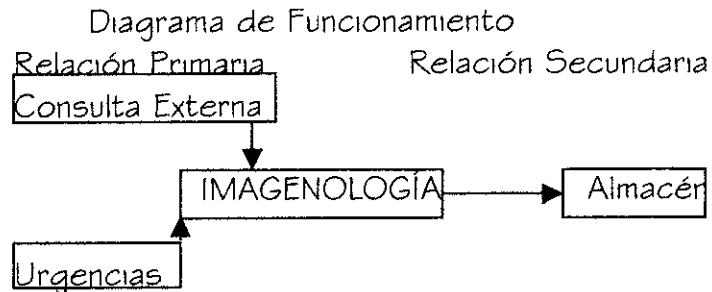 Diagrama de Funcionamiento
Relación Primaria Relación Secundaria
Consulta Externa
IMAGENOLOGÍA Almacén
Urgencias